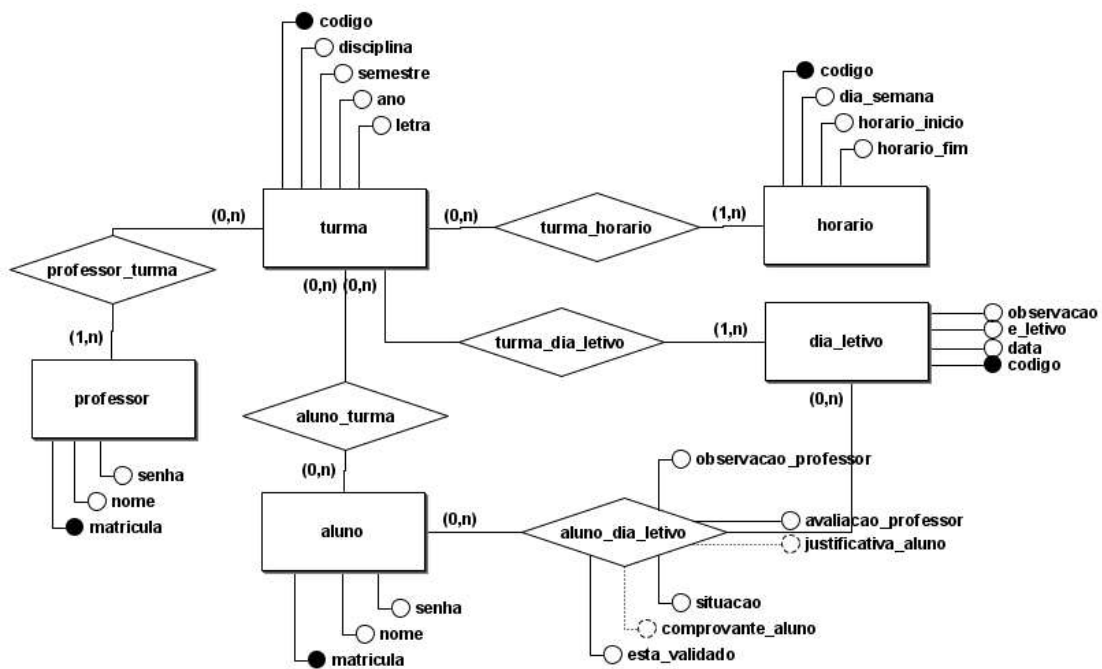 codigo
disciplina
semestre
ano
letra
codigo
dia_semana
horario_inicio
horario_fim
(0,n)
turma
(0,n)
turma_horario
(1,n)
horario
professor_turma
(0,n)
(0,n)
(1,n)
turma_dia_letivo
(1,n)
dia_letivo
observacao
e_letivo
data
codigo
professor
(0,n)
aluno_turma
senha
nome
matricula
(0,n)
observacao_professor
aluno
(0,n)
aluno_dia_letivo
avaliacao_professor
justificativa_aluno
senha
nome
matricula
situacao
comprovante_aluno
esta_validado